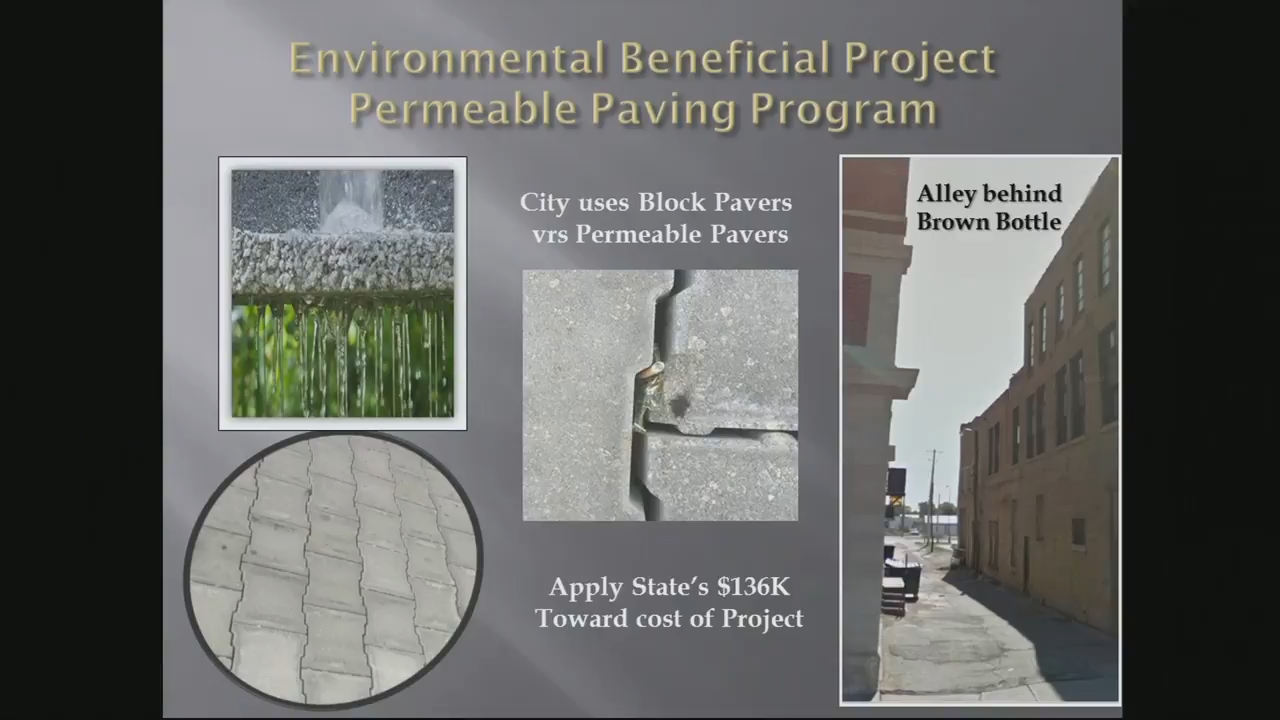 Environmental Beneficial Project
Permeable Paving Program
City uses Block Pavers
vrs Permeable Pavers
Alley behind
Brown Bottle
Apply State's $136K
Toward cost of Project